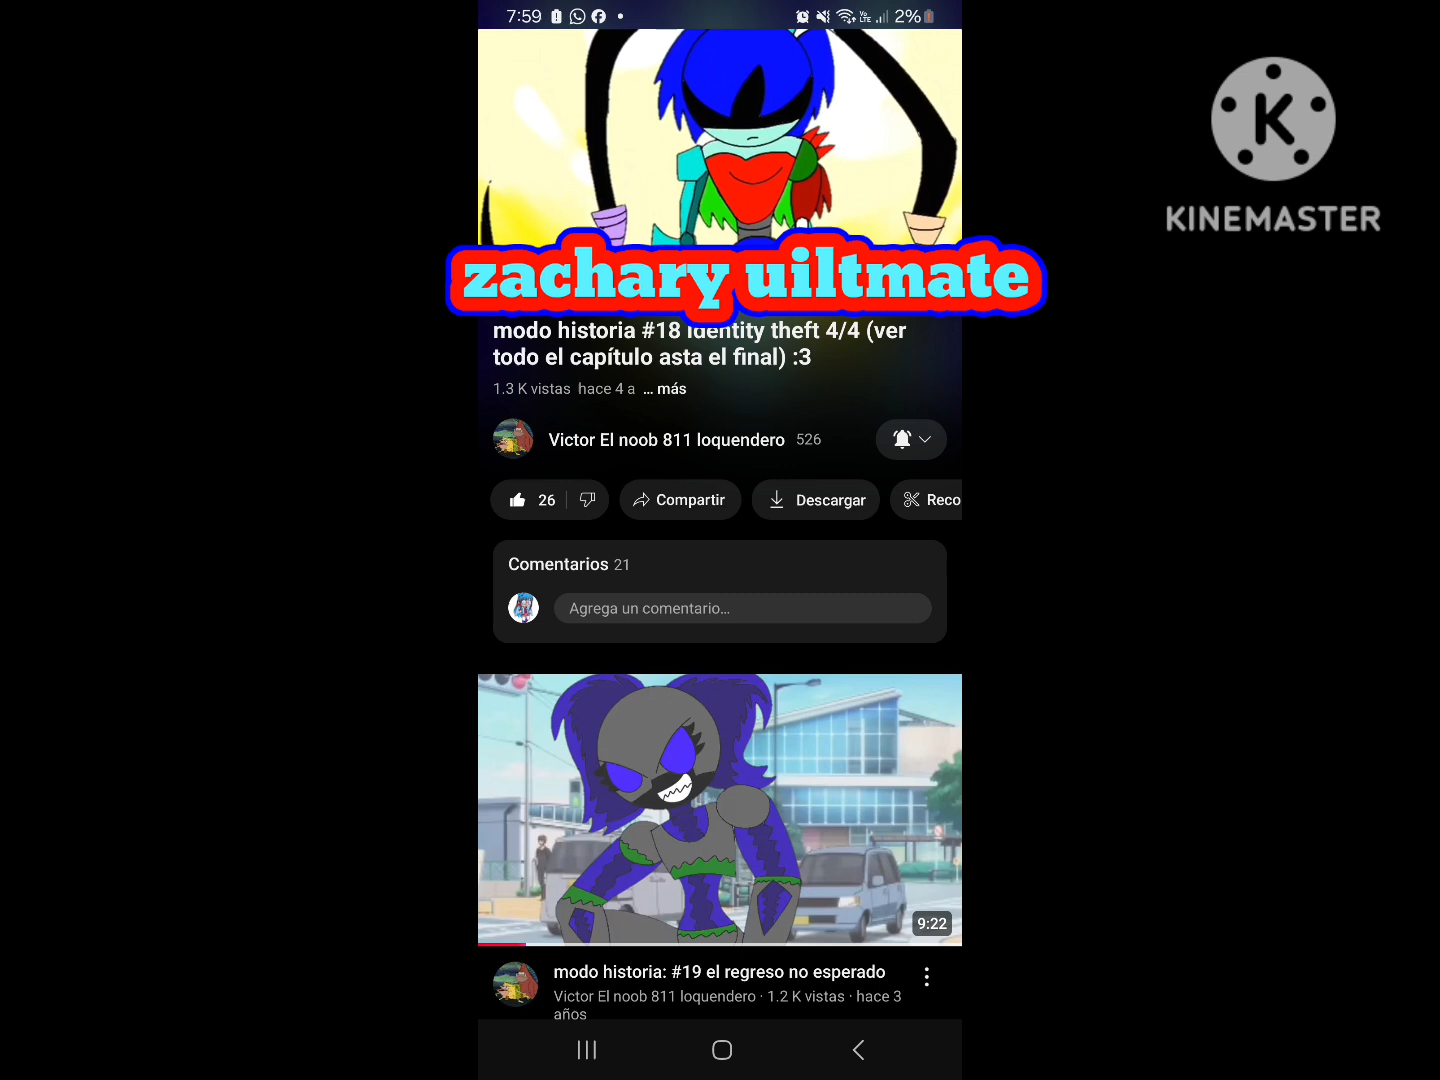 7:59
Vo LTE 2%
K
KINEMASTER
zachary uiltmate
modo historia #18 identity theft 4/4 (ver
todo el capítulo asta el final) :3
1.3 K vistas hace 4 a ... más
Victor El noob 811 loquendero 526
26 Compartir Descargar Reco
Comentarios 21
Agrega un comentario...
9:22
modo historia: #19 el regreso no esperado
Victor El noob 811 loquendero · 1.2 K vistas · hace 3
años